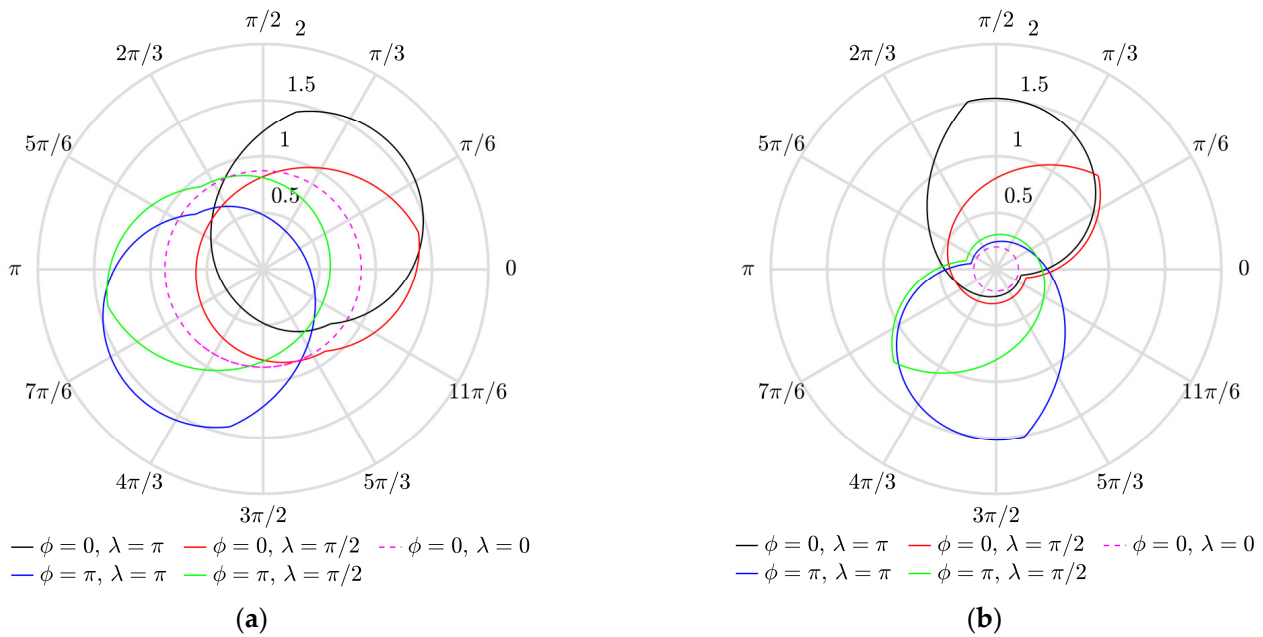 π/2
2
2π/3
π/3
1.5
5π/6
1
π/6
0.5
π
0
7π/6
11π/6
4π/3
5π/3
3π/2
ϕ = 0, λ = π
ϕ = 0, λ = π/2
ϕ = 0, λ = 0
ϕ = π, λ = π
ϕ = π, λ = π/2
(a)
π/2
2
2π/3
π/3
1.5
5π/6
1
π/6
0.5
π
0
7π/6
11π/6
4π/3
5π/3
3π/2
ϕ = 0, λ = π
ϕ = 0, λ = π/2
ϕ = 0, λ = 0
ϕ = π, λ = π
ϕ = π, λ = π/2
(b)